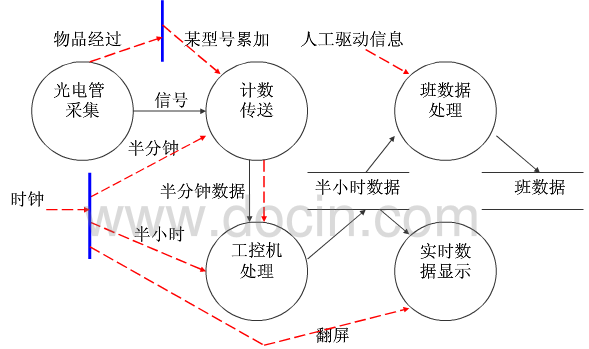 物品经过
某型号累加
人工驱动信息
光电管
采集
信号
计数
传送
班数据
处理
半分钟
时钟
半分钟数据
半小时数据
班数据
www.docin.com
半小时
工控机
处理
实时数
据显示
翻屏